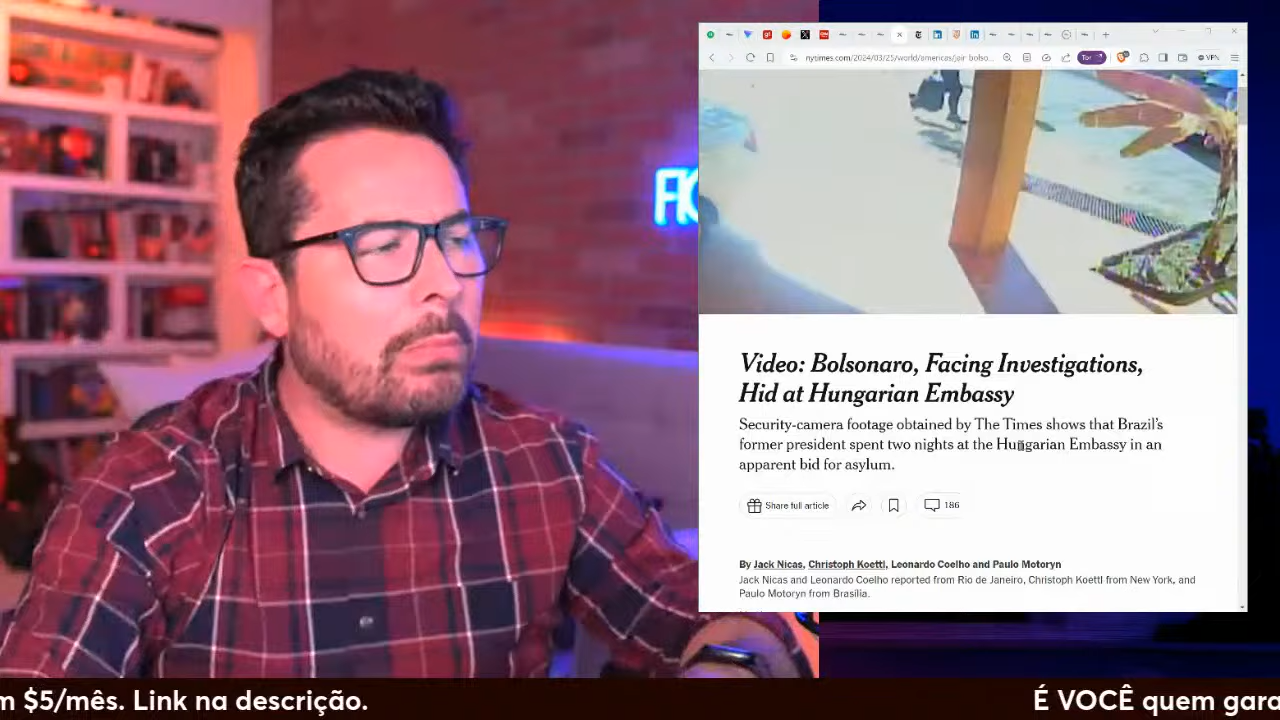 FIC
nytimes.com/2024/03/25/world/americas/jair-bolso...
Tor
VPN
Video: Bolsonaro, Facing Investigations,
Hid at Hungarian Embassy
Security-camera footage obtained by The Times shows that Brazil's
former president spent two nights at the Hungarian Embassy in an
apparent bid for asylum.
Share full article
186
By Jack Nicas, Christoph Koettl, Leonardo Coelho and Paulo Motoryn
Jack Nicas and Leonardo Coelho reported from Rio de Janeiro, Christoph Koettl from New York, and
Paulo Motoryn from Brasília.
m $5/mês. Link na descrição.
É VOCÊ quem gara